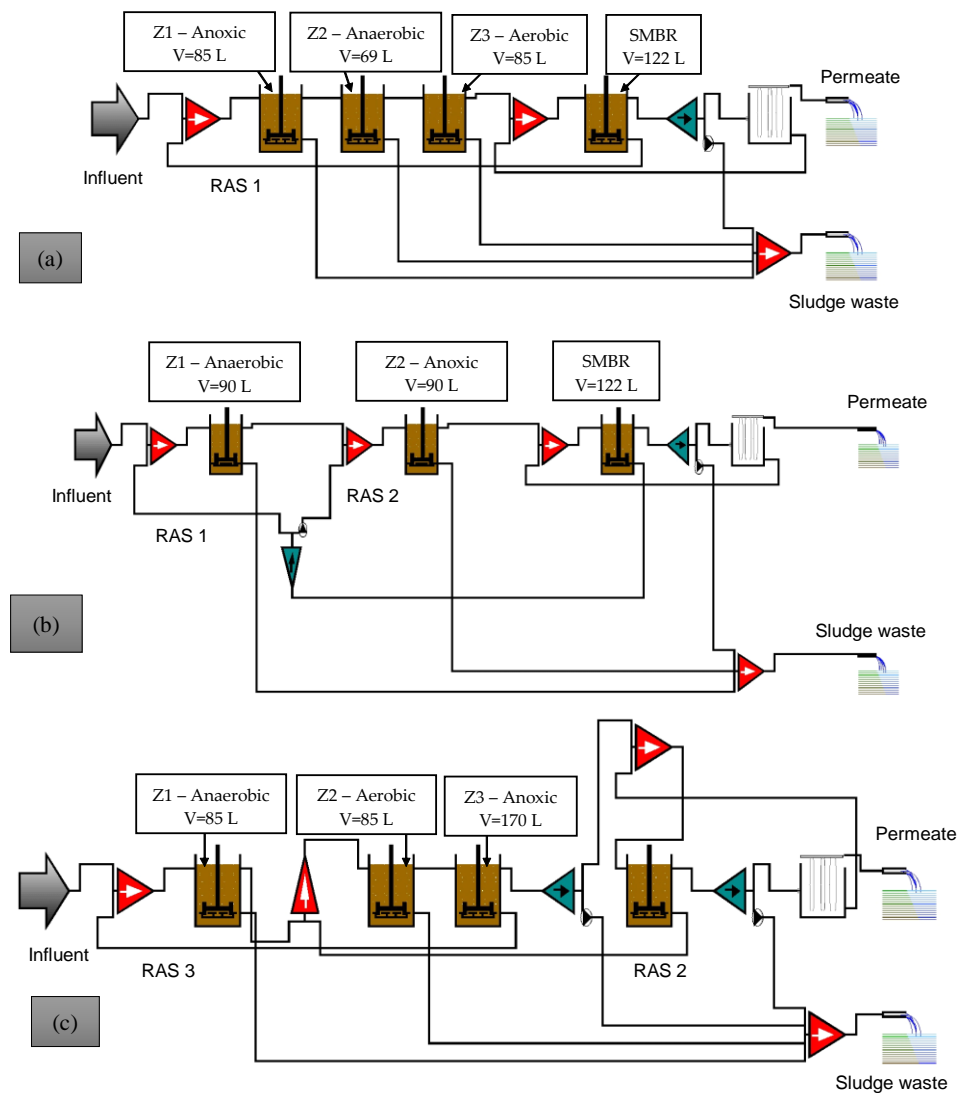 Z1 – Anoxic
V=85 L
Z2 – Anaerobic
V=69 L
Z3 – Aerobic
V=85 L
SMBR
V=122 L
Permeate
Influent
RAS 1
(a)
Sludge waste
Z1 – Anaerobic
V=90 L
Z2 – Anoxic
V=90 L
SMBR
V=122 L
Permeate
Influent
RAS 2
RAS 1
(b)
Sludge waste
Z1 – Anaerobic
V=85 L
Z2 – Aerobic
V=85 L
Z3 – Anoxic
V=170 L
Permeate
Influent
RAS 3
RAS 2
(c)
Sludge waste